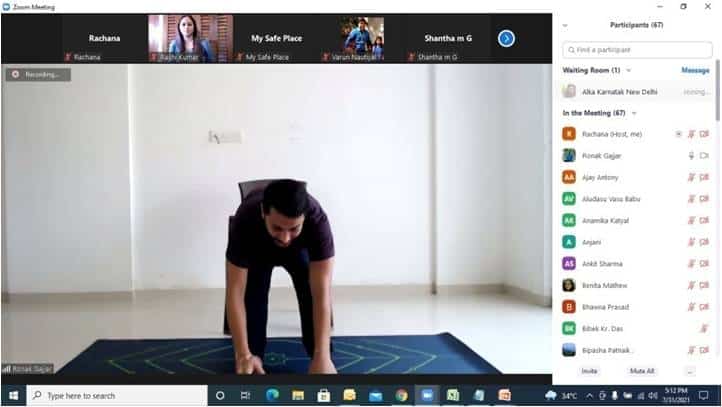 Zoom Meeting
Rachana
My Safe Place
Shantha m G
Rachana
Rajni Kumar
My Safe Place
Varun Nautiyal
Shantha m G
Recording...
Ronak Gajjar
Participants (67)
Find a participant
Waiting Room (1)
Message
Alka Karnatak New Delhi
Joining...
In the Meeting (67)
R
Rachana (Host, me)
Ronak Gajjar
AA
Ajay Antony
AV
Aludasu Vasu Babu
AK
Anamika Katyal
A
Anjani
AS
Ankit Sharma
Benita Mathew
B
Bhawna Prasad
BK
Bibek Kr. Das
Bipasha Patnaik
Invite
Mute All
...
Type here to search
34°C
5:12 PM
7/31/2021